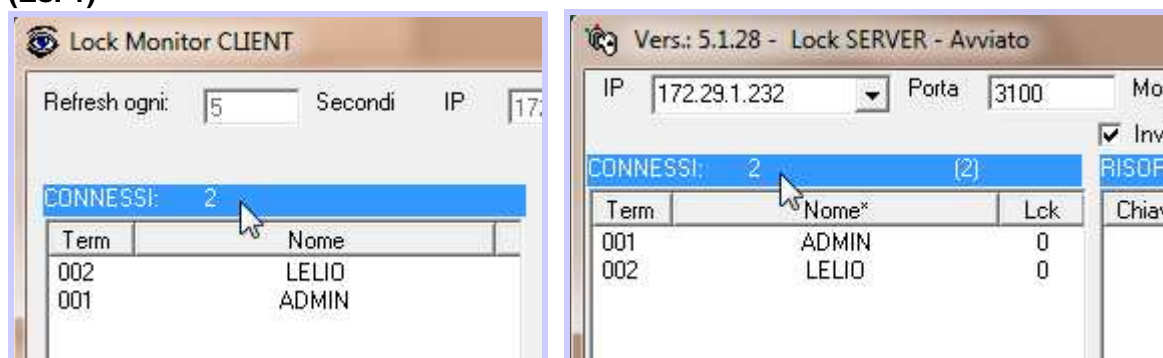 Lock Monitor CLIENT
Refresh ogni: 5 Secondi IP
CONNESSI: 2
Term Nome
002 LELIO
001 ADMIN
Vers.: 5.1.28 - Lock SERVER - Avviato
IP 172.29.1.232 Porta 3100
CONNESSI: 2 (2)
Term Nome* Lck
001 ADMIN 0
002 LELIO 0